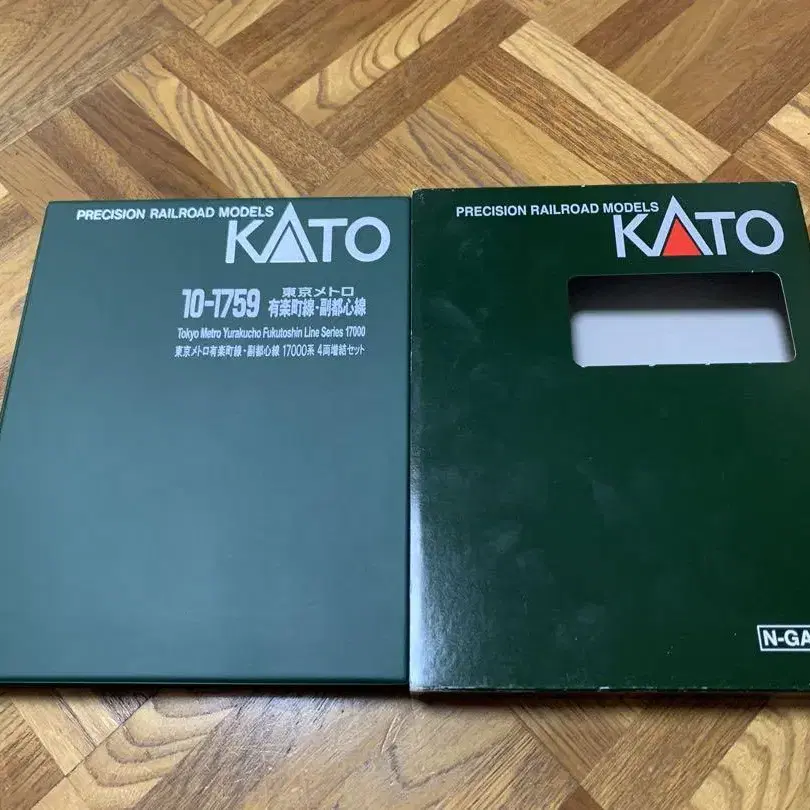 PRECISION RAILROAD MODELS
KATO
10-1759
東京メトロ
有楽町線・副都心線
Tokyo Metro Yurakucho Fukutoshin Line Series 17000
東京メトロ有楽町線・副都心線 17000系 4両増結セット
PRECISION RAILROAD MODELS
KATO
N-GA